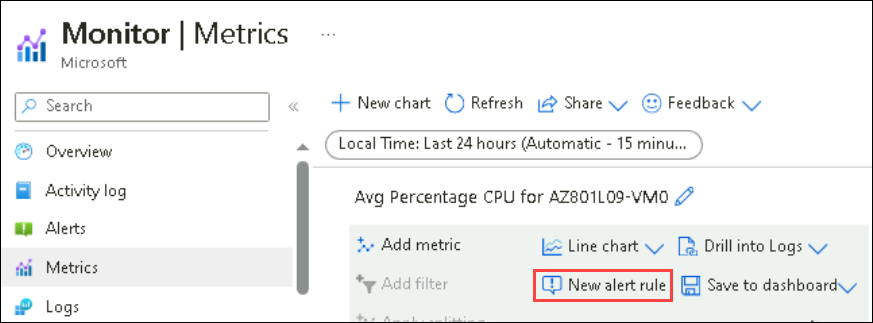 Monitor | Metrics ...
Microsoft
Search
«
+ New chart Refresh Share Feedback
Overview
Local Time: Last 24 hours (Automatic - 15 minu...
Activity log
Avg Percentage CPU for AZ801L09-VM0
Alerts
Add metric Line chart Drill into Logs
Metrics
Add filter New alert rule Save to dashboard
Logs
Apply splitting